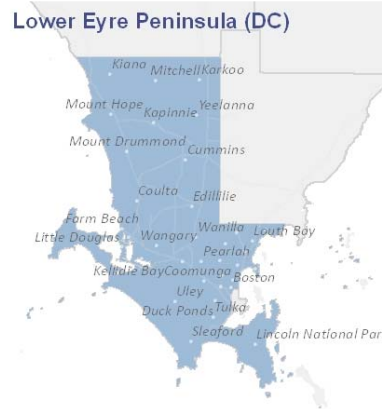 Lower Eyre Peninsula (DC)
Kiana
Mitchell Karkoo
Mount Hope
Kapinnie Yeelanna
Mount Drummond
Cummins
Coulta
Edillilie
Farm Beach
Wanilla
Little Douglas Wangary Louth Bay
Pearlah
Kellidie Bay Coomunga Boston
Uley
Duck Ponds Tulka
Sleaford Lincoln National Par